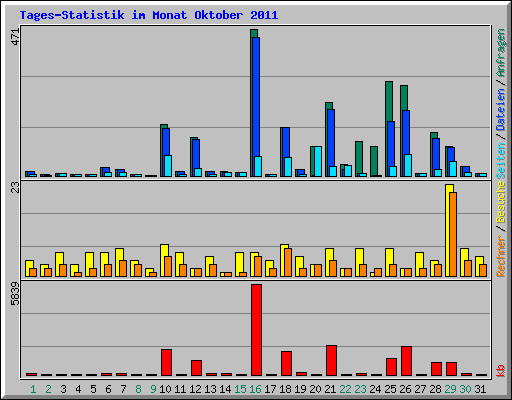 Tages-Statistik im Monat Oktober 2011
471
23
5839
Rechner / Besuche Seiten / Dateien / Anfragen
kb
1 2 3 4 5 6 7 8 9 10 11 12 13 14 15 16 17 18 19 20 21 22 23 24 25 26 27 28 29 30 31